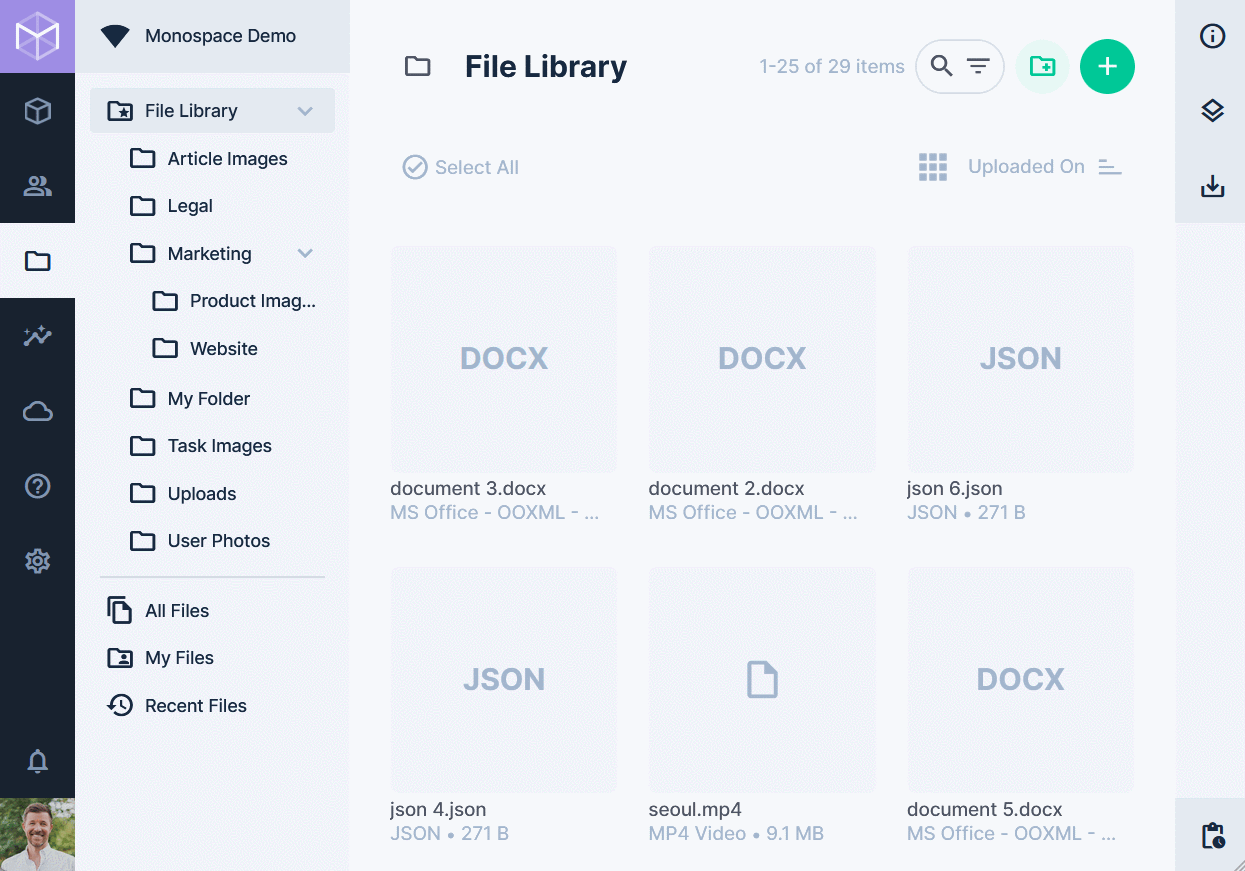 Monospace Demo
File Library
Article Images
Legal
Marketing
Product Imag...
Website
My Folder
Task Images
Uploads
User Photos
All Files
My Files
Recent Files
File Library
1-25 of 29 items
Select All
Uploaded On
DOCX
DOCX
JSON
document 3.docx
document 2.docx
json 6.json
MS Office - OOXML - ...
MS Office - OOXML - ...
JSON • 271 B
JSON
DOCX
json 4.json
seoul.mp4
document 5.docx
JSON • 271 B
MP4 Video • 9.1 MB
MS Office - OOXML - ...